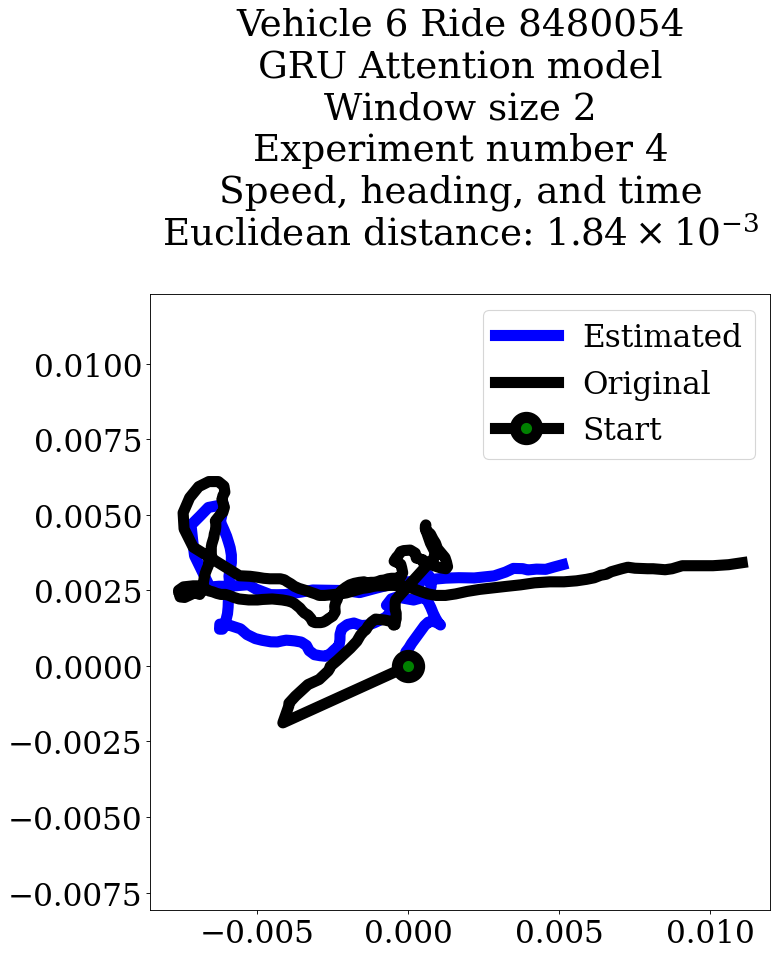 Vehicle 6 Ride 8480054
GRU Attention model
Window size 2
Experiment number 4
Speed, heading, and time
Euclidean distance: 1.84 × 10⁻³
Estimated
Original
Start
0.0100
0.0075
0.0050
0.0025
0.0000
−0.0025
−0.0050
−0.0075
−0.005 0.000 0.005 0.010